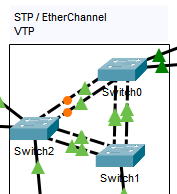 STP / EtherChannel
VTP
Switch0
Switch2
Switch1